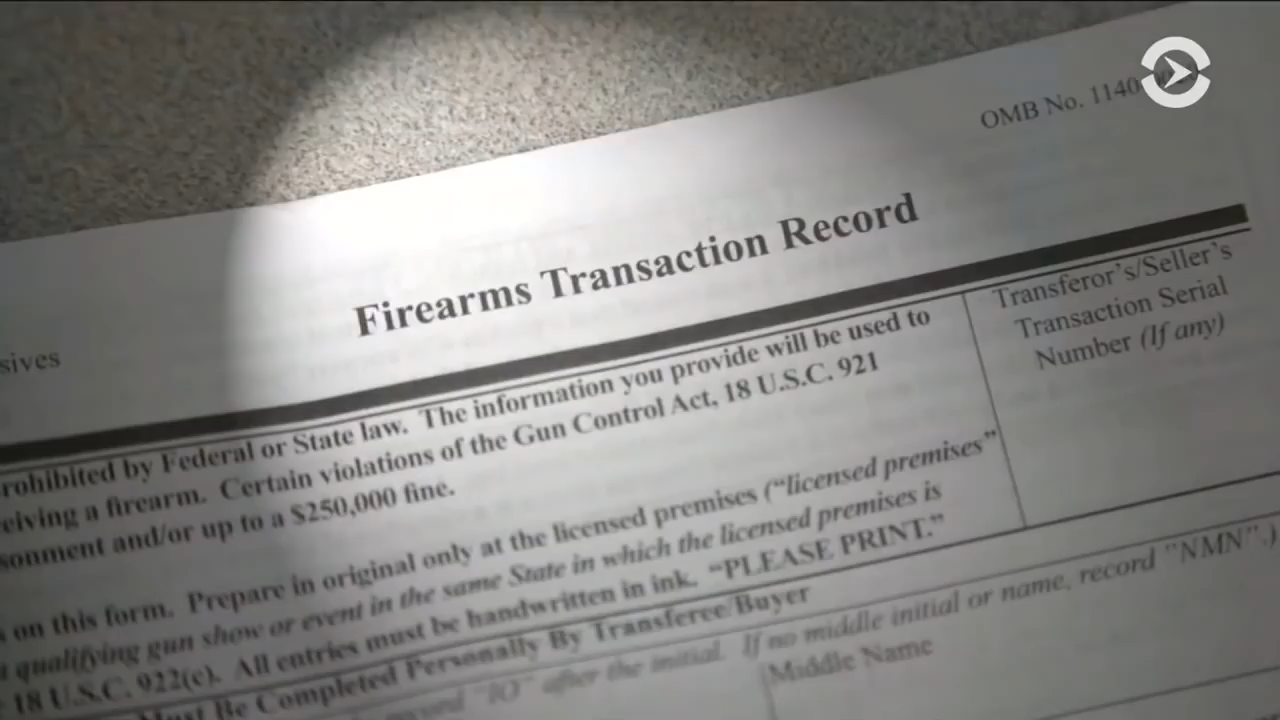 OMB No. 1140
Firearms Transaction Record
sives
Transferor's/Seller's
Transaction Serial
Number (If any)
rohibited by Federal or State law. The information you provide will be used to
eiving a firearm. Certain violations of the Gun Control Act, 18 U.S.C. 921
sonment and/or up to a $250,000 fine.
on this form. Prepare in original only at the licensed premises ("licensed premises"
qualifying gun show or event in the same State in which the licensed premises is
18 U.S.C. 922(c). All entries must be handwritten in ink. "PLEASE PRINT."
Must Be Completed Personally By Transferee/Buyer
"IO" after the initial. If no middle initial or name, record "NMN".)
Middle Name